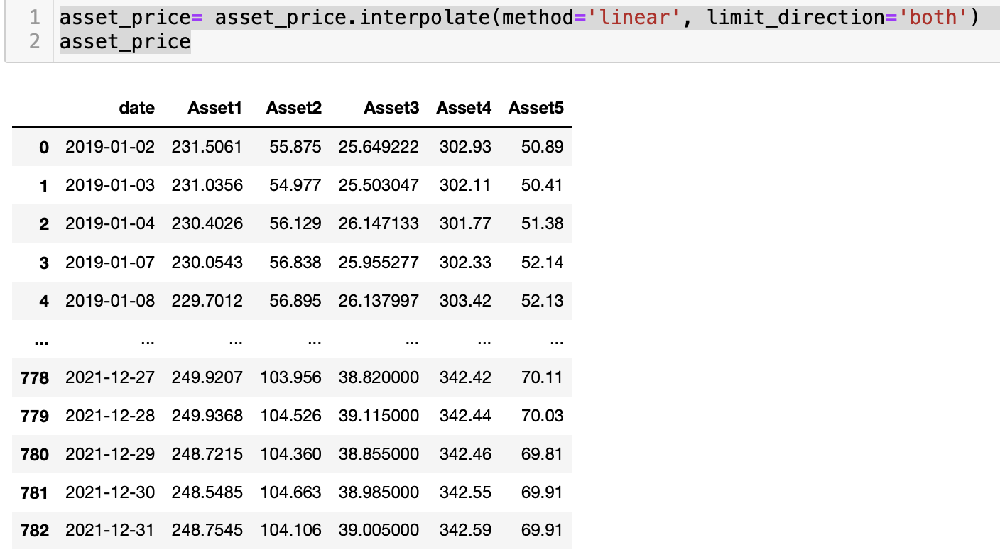 1 asset_price= asset_price.interpolate(method='linear', limit_direction='both')
2 asset_price
date Asset1 Asset2 Asset3 Asset4 Asset5
0 2019-01-02 231.5061 55.875 25.649222 302.93 50.89
1 2019-01-03 231.0356 54.977 25.503047 302.11 50.41
2 2019-01-04 230.4026 56.129 26.147133 301.77 51.38
3 2019-01-07 230.0543 56.838 25.955277 302.33 52.14
4 2019-01-08 229.7012 56.895 26.137997 303.42 52.13
... ... ... ... ... ... ...
778 2021-12-27 249.9207 103.956 38.820000 342.42 70.11
779 2021-12-28 249.9368 104.526 39.115000 342.44 70.03
780 2021-12-29 248.7215 104.360 38.855000 342.46 69.81
781 2021-12-30 248.5485 104.663 38.985000 342.55 69.91
782 2021-12-31 248.7545 104.106 39.005000 342.59 69.91